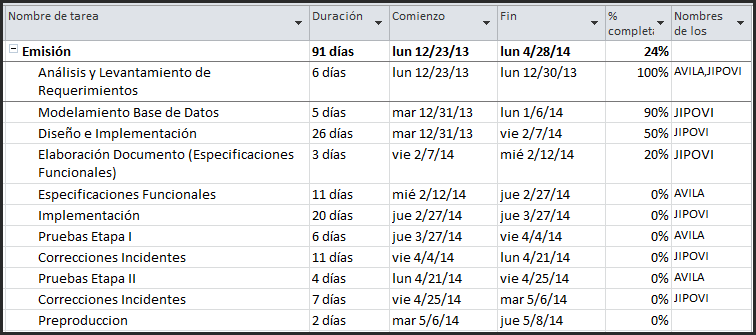 Nombre de tarea Duración Comienzo Fin % completa Nombres de los
Emisión 91 días lun 12/23/13 lun 4/28/14 24%
Análisis y Levantamiento de Requerimientos 6 días lun 12/23/13 lun 12/30/13 100% AVILA,JIPOVI
Modelamiento Base de Datos 5 días mar 12/31/13 lun 1/6/14 90% JIPOVI
Diseño e Implementación 26 días mar 12/31/13 vie 2/7/14 50% JIPOVI
Elaboración Documento (Especificaciones Funcionales) 3 días vie 2/7/14 mié 2/12/14 20% JIPOVI
Especificaciones Funcionales 11 días mié 2/12/14 jue 2/27/14 0% AVILA
Implementación 20 días jue 2/27/14 jue 3/27/14 0% JIPOVI
Pruebas Etapa I 6 días jue 3/27/14 vie 4/4/14 0% AVILA
Correcciones Incidentes 11 días vie 4/4/14 lun 4/21/14 0% JIPOVI
Pruebas Etapa II 4 días lun 4/21/14 vie 4/25/14 0% AVILA
Correcciones Incidentes 7 días vie 4/25/14 mar 5/6/14 0% JIPOVI
Preproduccion 2 días mar 5/6/14 jue 5/8/14 0%